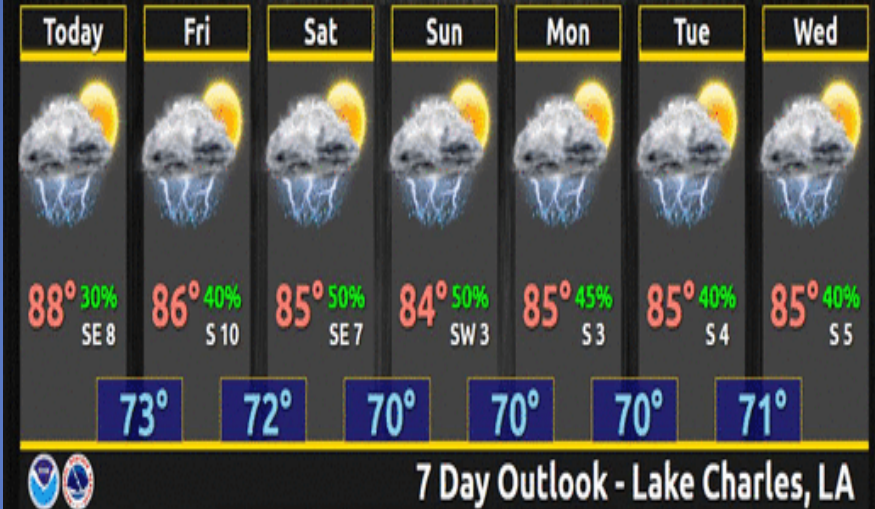 Today Fri Sat Sun Mon Tue Wed
88° 30% 86° 40% 85° 50% 84° 50% 85° 45% 85° 40% 85° 40%
SE 8 S 10 SE 7 SW 3 S 3 S 4 S 5
73° 72° 70° 70° 70° 71°
7 Day Outlook - Lake Charles, LA